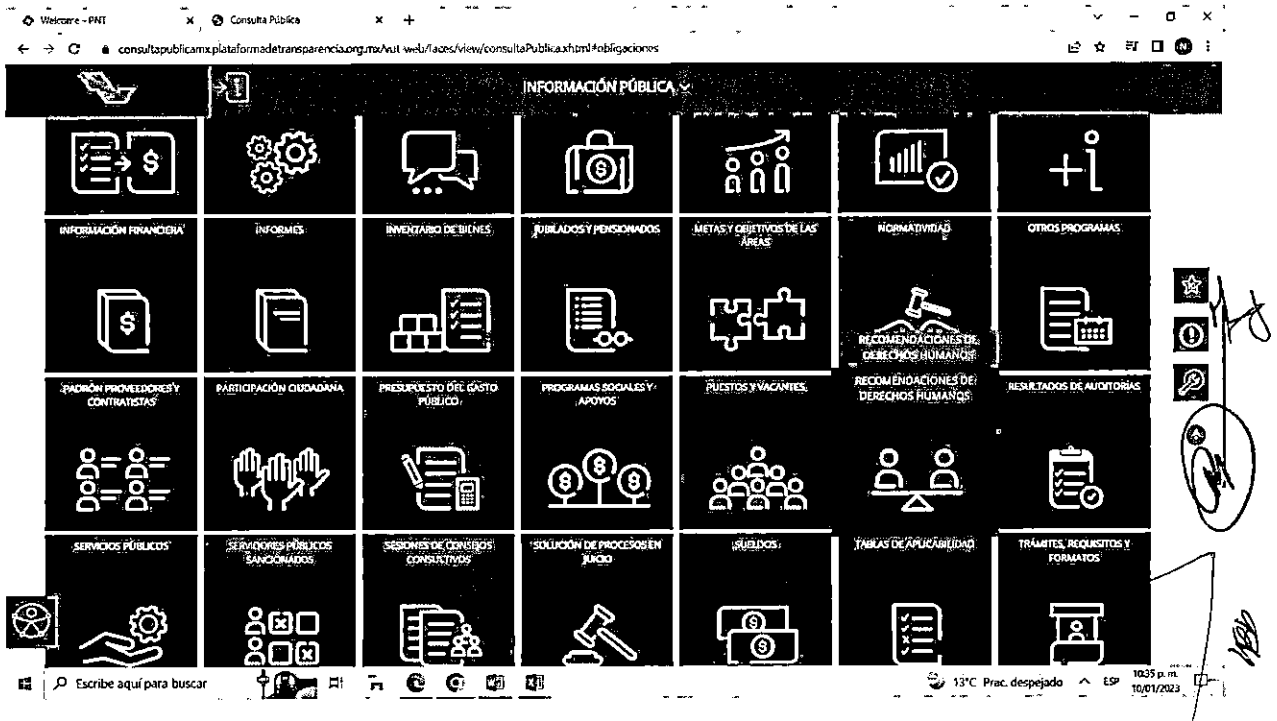 Welcome - PNT
Consulta Pública
consultapublicamx.plataformadetransparencia.org.mx/vut-web/faces/view/consultaPublica.xhtml#obligaciones
INFORMACIÓN PÚBLICA
INFORMACIÓN FINANCIERA
INFORMES
INVENTARIO DE BIENES
JUBILADOS Y PENSIONADOS
METAS Y OBJETIVOS DE LAS
ÁREAS
NORMATIVIDAD
OTROS PROGRAMAS
RECOMENDACIONES DE
DERECHOS HUMANOS
PADRÓN PROVEEDORES Y
CONTRATISTAS
PARTICIPACIÓN CIUDADANA
PRESUPUESTO DEL GASTO
PÚBLICO
PROGRAMAS SOCIALES Y
APOYOS
PUESTOS Y VACANTES
RECOMENDACIONES DE
DERECHOS HUMANOS
RESULTADOS DE AUDITORÍAS
SERVICIOS PÚBLICOS
SERVIDORES PÚBLICOS
SANCIONADOS
SESIONES DE CONSEJOS
CONSULTIVOS
SOLUCIÓN DE PROCESOS EN
JUICIO
SUELDOS
TABLAS DE APLICABILIDAD
TRÁMITES, REQUISITOS Y
FORMATOS
Escribe aquí para buscar
13°C Prac. despejado
ESP
10:35 p. m.
10/01/2023